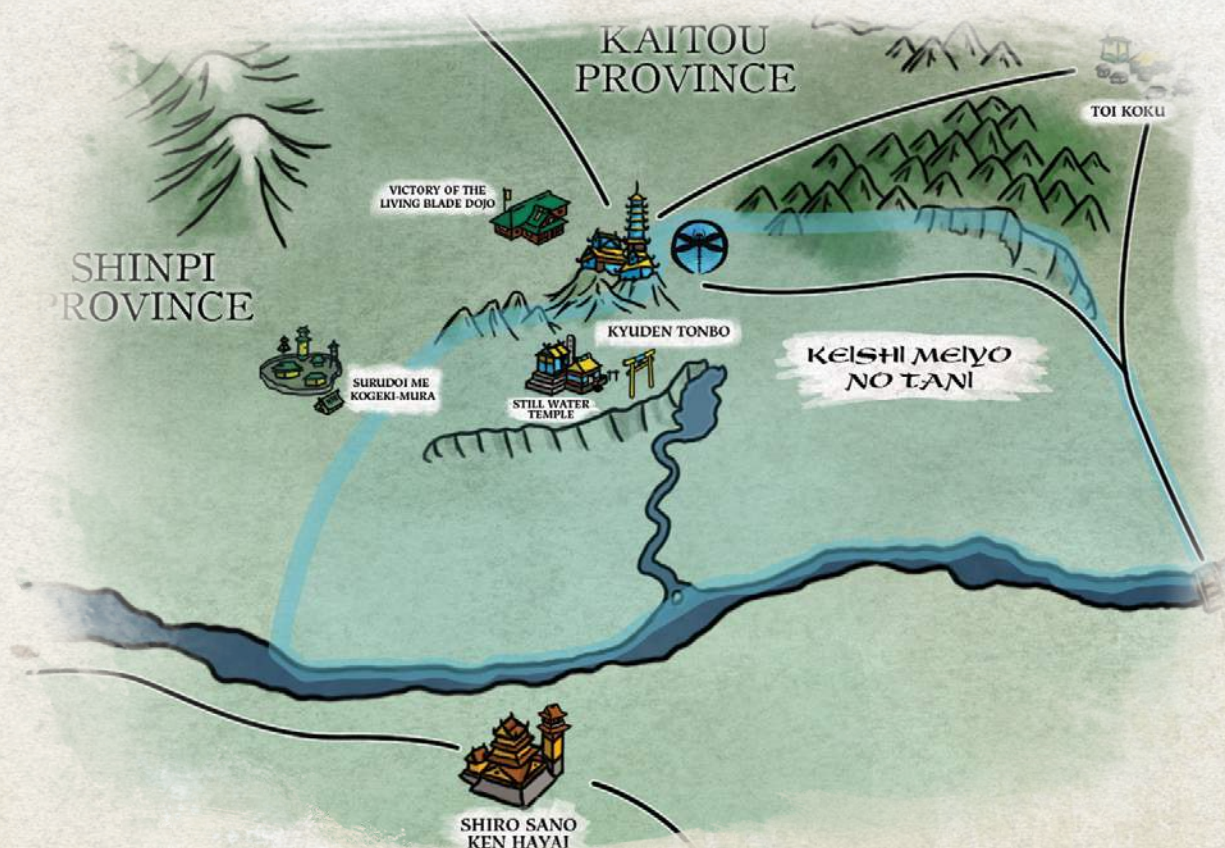 KAITOU
PROVINCE
TOI KOKU
VICTORY OF THE
LIVING BLADE DOJO
SHINPI
PROVINCE
KYUDEN TONBO
KEISHI MEIYO
NO TANI
SURUDOI ME
KOGEKI-MURA
STILL WATER
TEMPLE
SHIRO SANO
KEN HAYAI